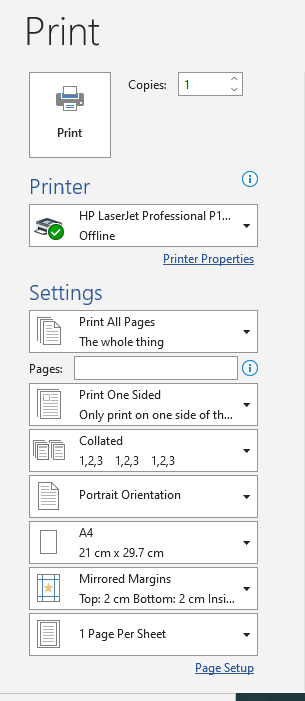 Print
Copies: 1
Print
Printer
HP LaserJet Professional P1...
Offline
Printer Properties
Settings
Print All Pages
The whole thing
Pages:
Print One Sided
Only print on one side of th...
Collated
1,2,3 1,2,3 1,2,3
Portrait Orientation
A4
21 cm x 29.7 cm
Mirrored Margins
Top: 2 cm Bottom: 2 cm Insi...
1 Page Per Sheet
Page Setup